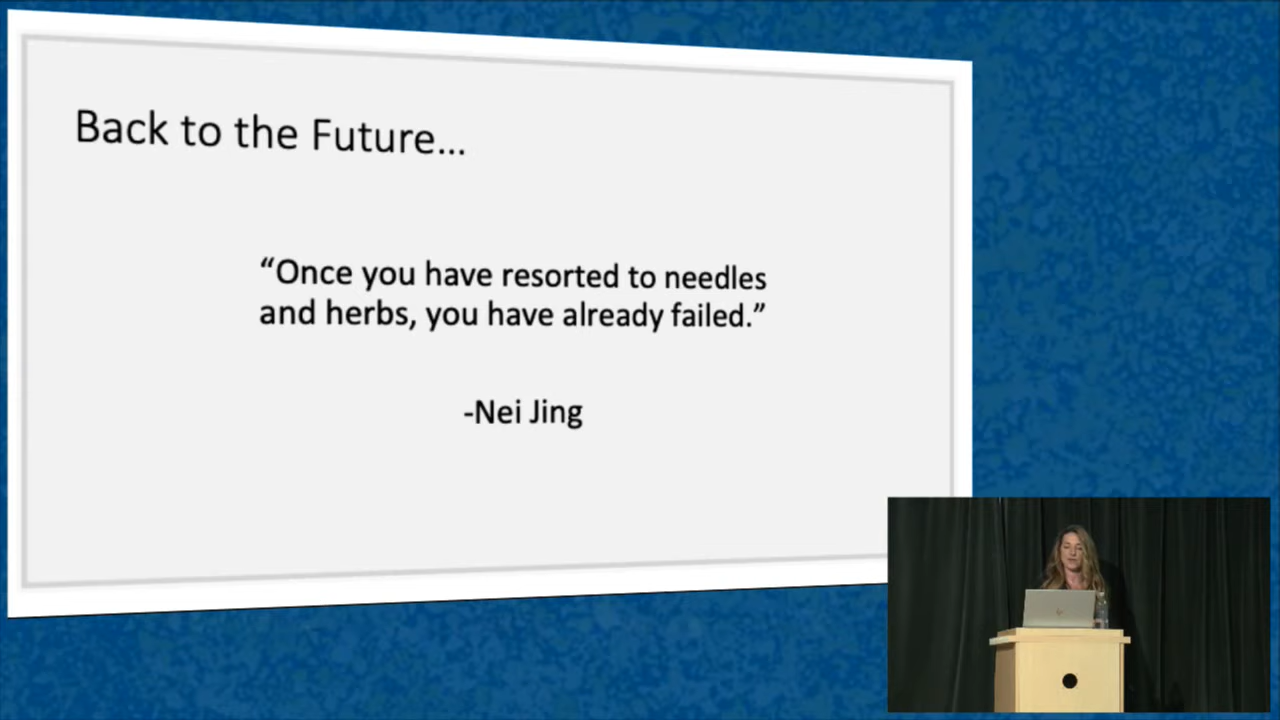 Back to the Future...
“Once you have resorted to needles
and herbs, you have already failed.”
-Nei Jing